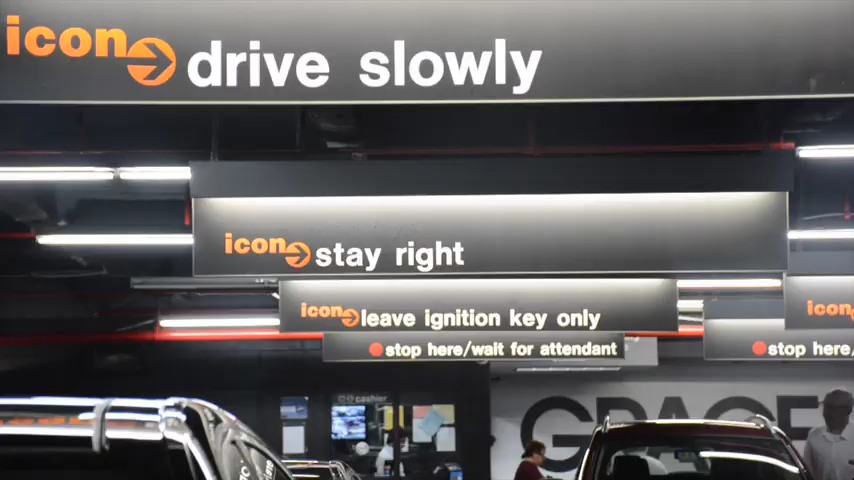 icon drive slowly
icon stay right
icon leave ignition key only
icon
stop here/wait for attendant
stop here/
cashier
GRACE